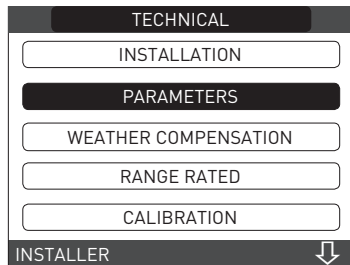 TECHNICAL
INSTALLATION
PARAMETERS
WEATHER COMPENSATION
RANGE RATED
CALIBRATION
INSTALLER